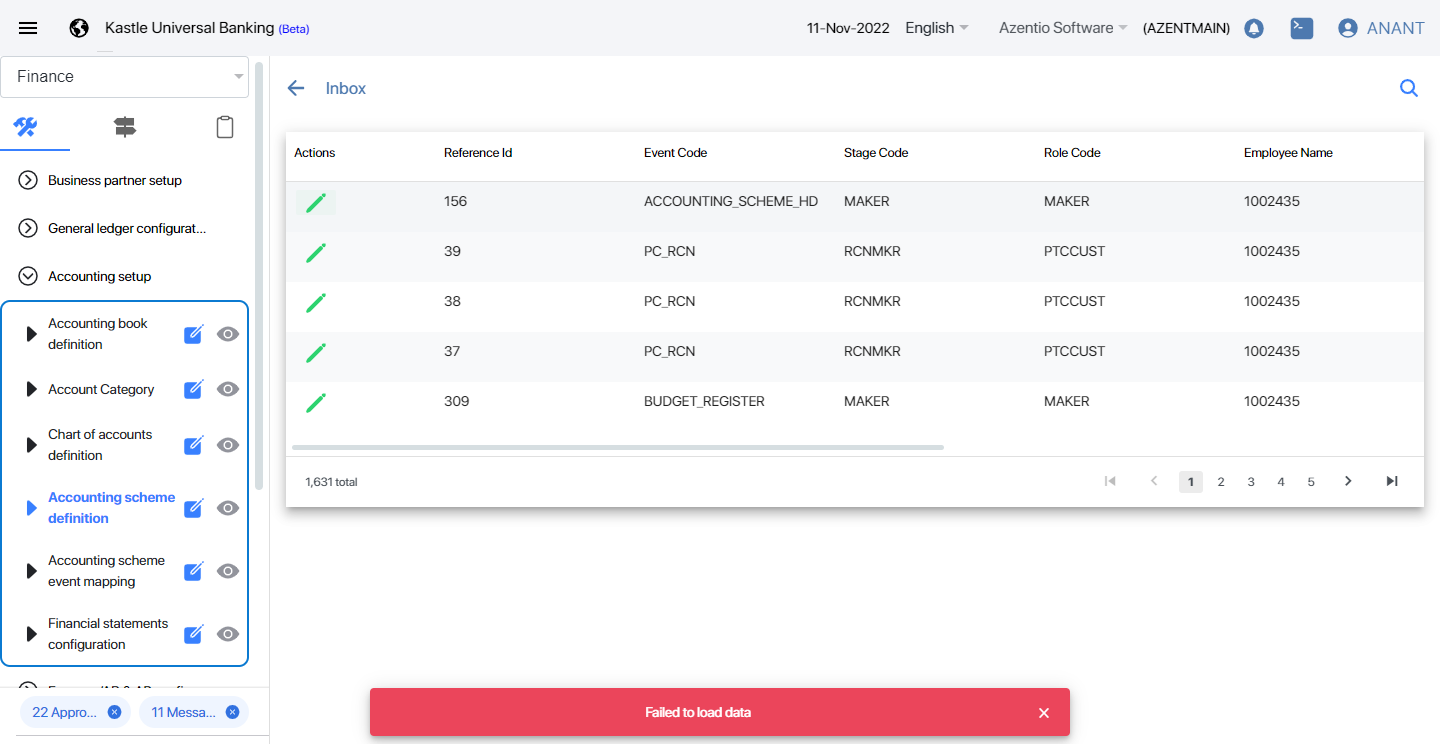 Kastle Universal Banking (Beta)
11-Nov-2022 English Azentio Software (AZENTMAIN) ANANT
Finance
Business partner setup
General ledger configurat...
Accounting setup
Accounting book
definition
Account Category
Chart of accounts
definition
Accounting scheme
definition
Accounting scheme
event mapping
Financial statements
configuration
22 Appro... 11 Messa...
Inbox
Actions Reference Id Event Code Stage Code Role Code Employee Name
156 ACCOUNTING_SCHEME_HD MAKER MAKER 1002435
39 PC_RCN RCNMKR PTCCUST 1002435
38 PC_RCN RCNMKR PTCCUST 1002435
37 PC_RCN RCNMKR PTCCUST 1002435
309 BUDGET_REGISTER MAKER MAKER 1002435
1,631 total 1 2 3 4 5
Failed to load data